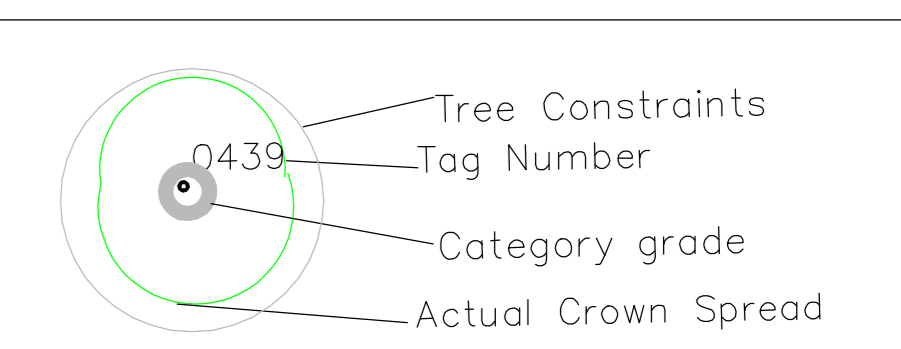 Tree Constraints
0439
Tag Number
Category grade
Actual Crown Spread